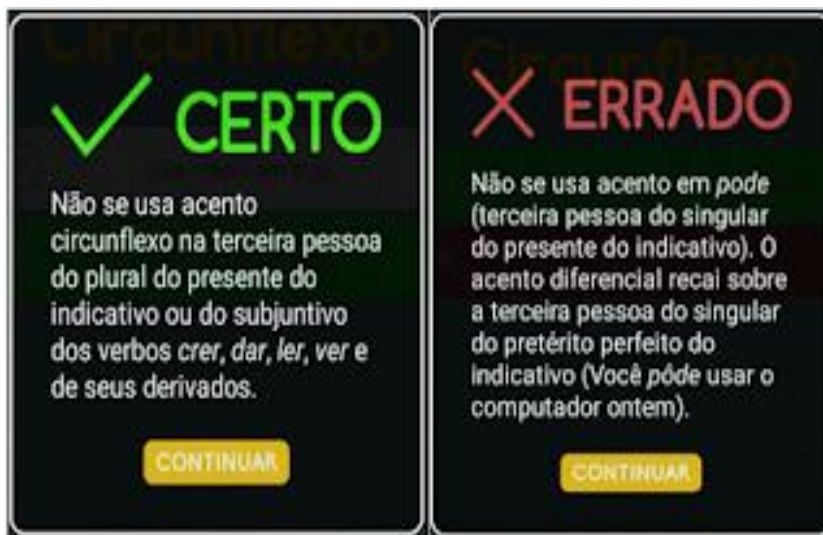 Circunflexo
CERTO
Não se usa acento
circunflexo na terceira pessoa
do plural do presente do
indicativo ou do subjuntivo
dos verbos crer, dar, ler, ver e
de seus derivados.
CONTINUAR
Circunflexo
ERRADO
Não se usa acento em pode
(terceira pessoa do singular
do presente do indicativo). O
acento diferencial recai sobre
a terceira pessoa do singular
do pretérito perfeito do
indicativo (Você pôde usar o
computador ontem).
CONTINUAR